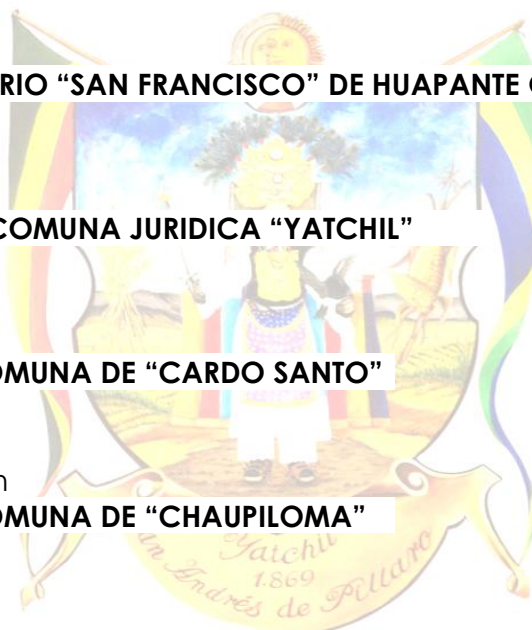 RIO “SAN FRANCISCO” DE HUAPANTE
COMUNA JURIDICA “YATCHIL”
OMUNA DE “CARDO SANTO”
n
OMUNA DE “CHAUPILOMA”
Yatchil
1869
San Andrés de Píllaro